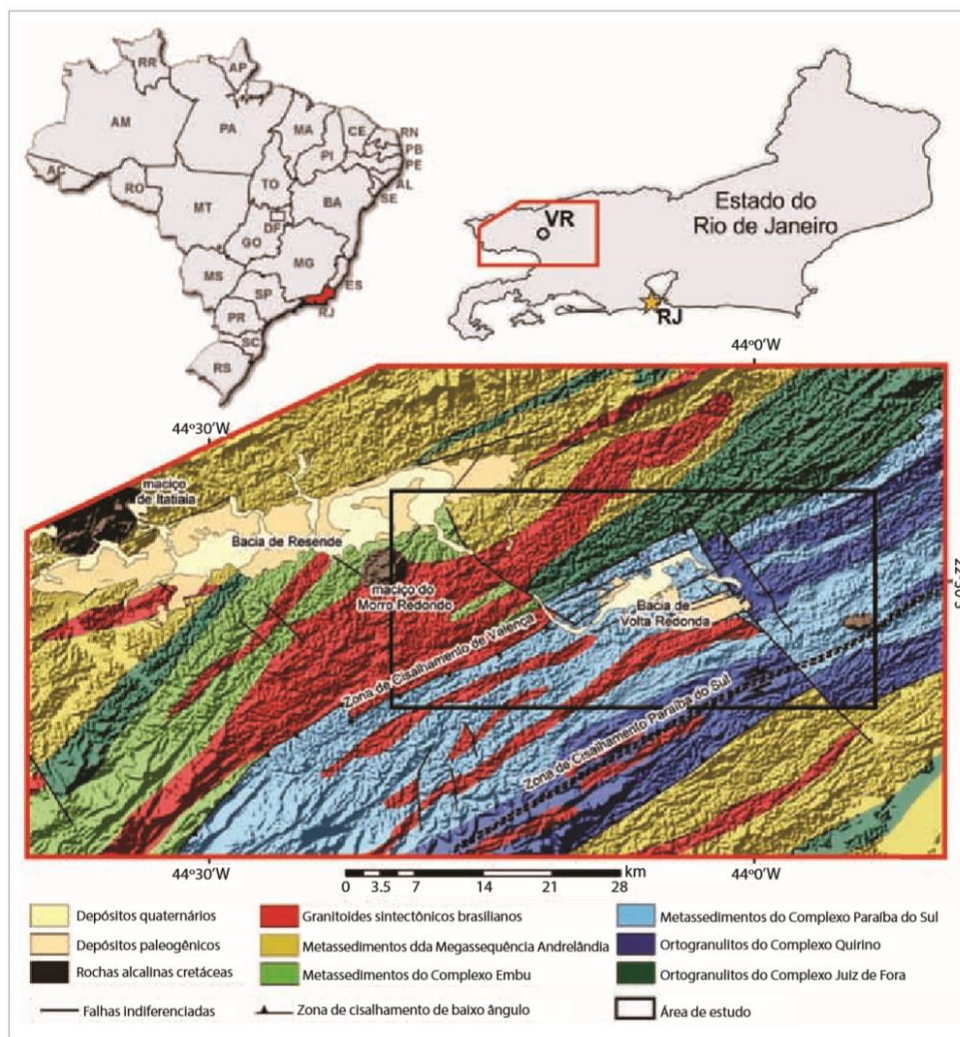 RR
AP
AM
PA
MA
CE
RN
PB
PE
AL
SE
PI
AC
RO
TO
BA
MT
DF
GO
MG
ES
MS
SP
RJ
PR
SC
RS
VR
Estado do
Rio de Janeiro
RJ
44°0'W
44°30'W
maciço
de Itatiaia
Bacia de Resende
maciço do
Morro Redondo
Bacia de
Volta Redonda
Zona de Cisalhamento de Valença
Zona de Cisalhamento Paraíba do Sul
22°30'S
44°30'W
44°0'W
km
0 3.5 7 14 21 28
Depósitos quaternários
Granitoides sintectônicos brasilianos
Metassedimentos do Complexo Paraíba do Sul
Depósitos paleogênicos
Metassedimentos dda Megassequência Andrelândia
Ortogranulitos do Complexo Quirino
Rochas alcalinas cretáceas
Metassedimentos do Complexo Embu
Ortogranulitos do Complexo Juiz de Fora
Falhas indiferenciadas
Zona de cisalhamento de baixo ângulo
Área de estudo